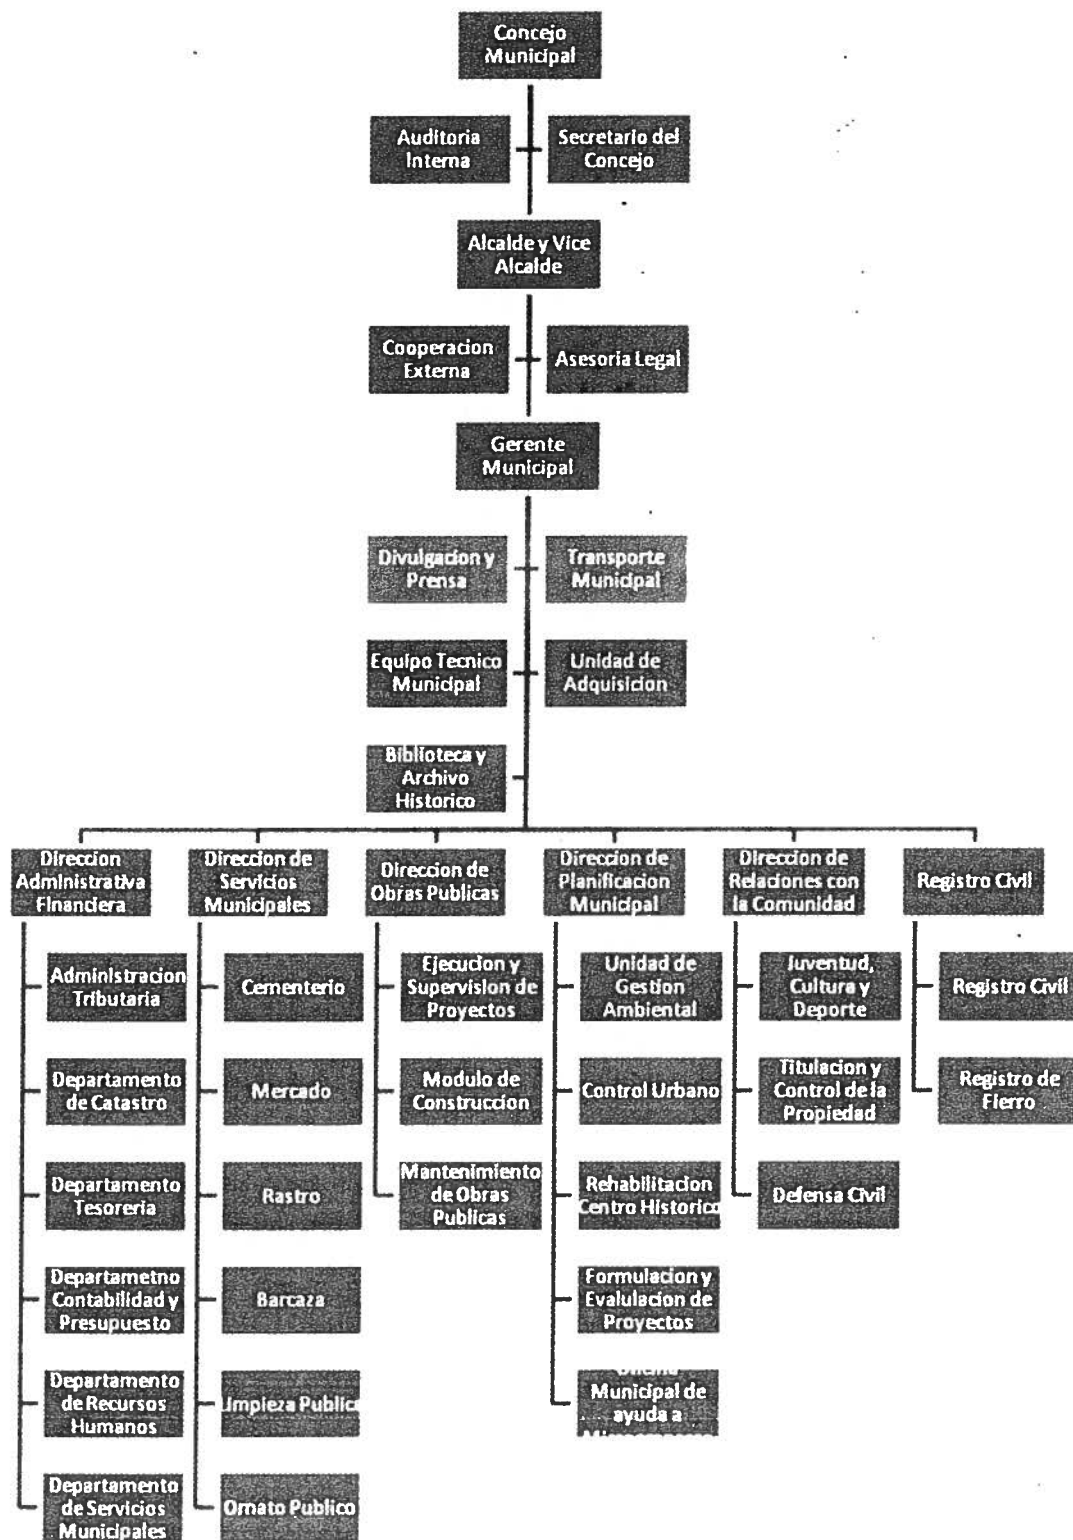 Concejo
Municipal
Auditoria
Interna
Secretario del
Concejo
Alcalde y Vice
Alcalde
Cooperacion
Externa
Asesoria Legal
Gerente
Municipal
Divulgacion y
Prensa
Transporte
Municipal
Equipo Tecnico
Municipal
Unidad de
Adquisicion
Biblioteca y
Archivo
Historico
Direccion
Administrativa
Financiera
Direccion de
Servicios
Municipales
Direccion de
Obras Publicas
Direccion de
Planificacion
Municipal
Direccion de
Relaciones con
la Comunidad
Registro Civil
Administracion
Tributaria
Departamento
de Catastro
Departamento
Tesoreria
Departametno
Contabilidad y
Presupuesto
Departamento
de Recursos
Humanos
Departamento
de Servicios
Municipales
Cementerio
Mercado
Rastro
Barcaza
Limpieza Publica
Ornato Publico
Ejecucion y
Supervision de
Proyectos
Modulo de
Construccion
Mantenimiento
de Obras
Publicas
Unidad de
Gestion
Ambiental
Control Urbano
Rehabilitacion
Centro Historico
Formulacion y
Evalulacion de
Proyectos
Oficina
Municipal de
ayuda a
Juventud,
Cultura y
Deporte
Titulacion y
Control de la
Propiedad
Defensa Civil
Registro Civil
Registro de
Fierro